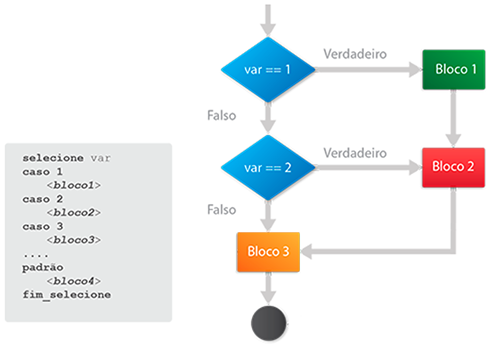 selecione var
caso 1
<bloco1>
caso 2
<bloco2>
caso 3
<bloco3>
....
padrão
<bloco4>
fim_selecione
var == 1
Verdadeiro
Bloco 1
Falso
var == 2
Verdadeiro
Bloco 2
Falso
Bloco 3